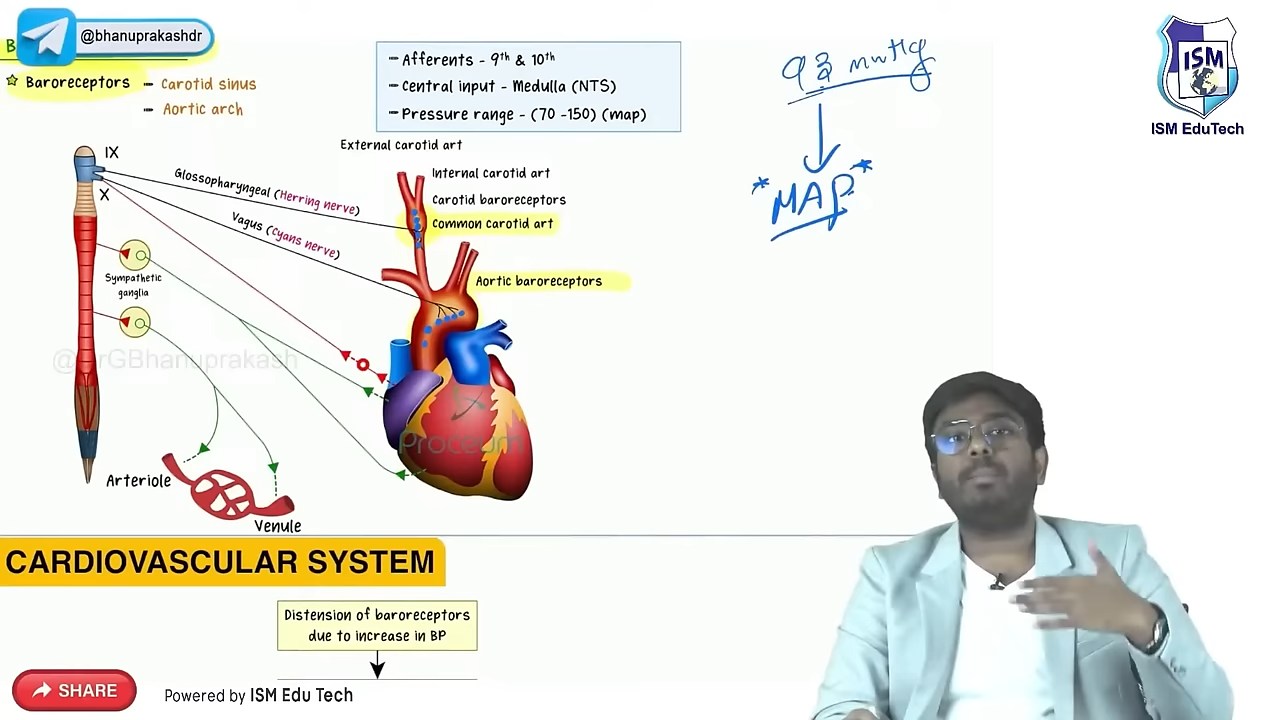 @bhanuprakashdr
B
Baroreceptors - Carotid sinus
- Aortic arch
- Afferents - 9th & 10th
- Central input - Medulla (NTS)
- Pressure range - (70 -150) (map)
93 mmHg
*MAP*
ISM
ISM EduTech
External carotid art
Internal carotid art
Carotid baroreceptors
Common carotid art
Aortic baroreceptors
IX
X
Glossopharyngeal (Herring nerve)
Vagus (Cyans nerve)
Sympathetic
ganglia
@DrGBhanuprakash
Proceum
Arteriole
Venule
CARDIOVASCULAR SYSTEM
Distension of baroreceptors
due to increase in BP
SHARE
Powered by ISM Edu Tech